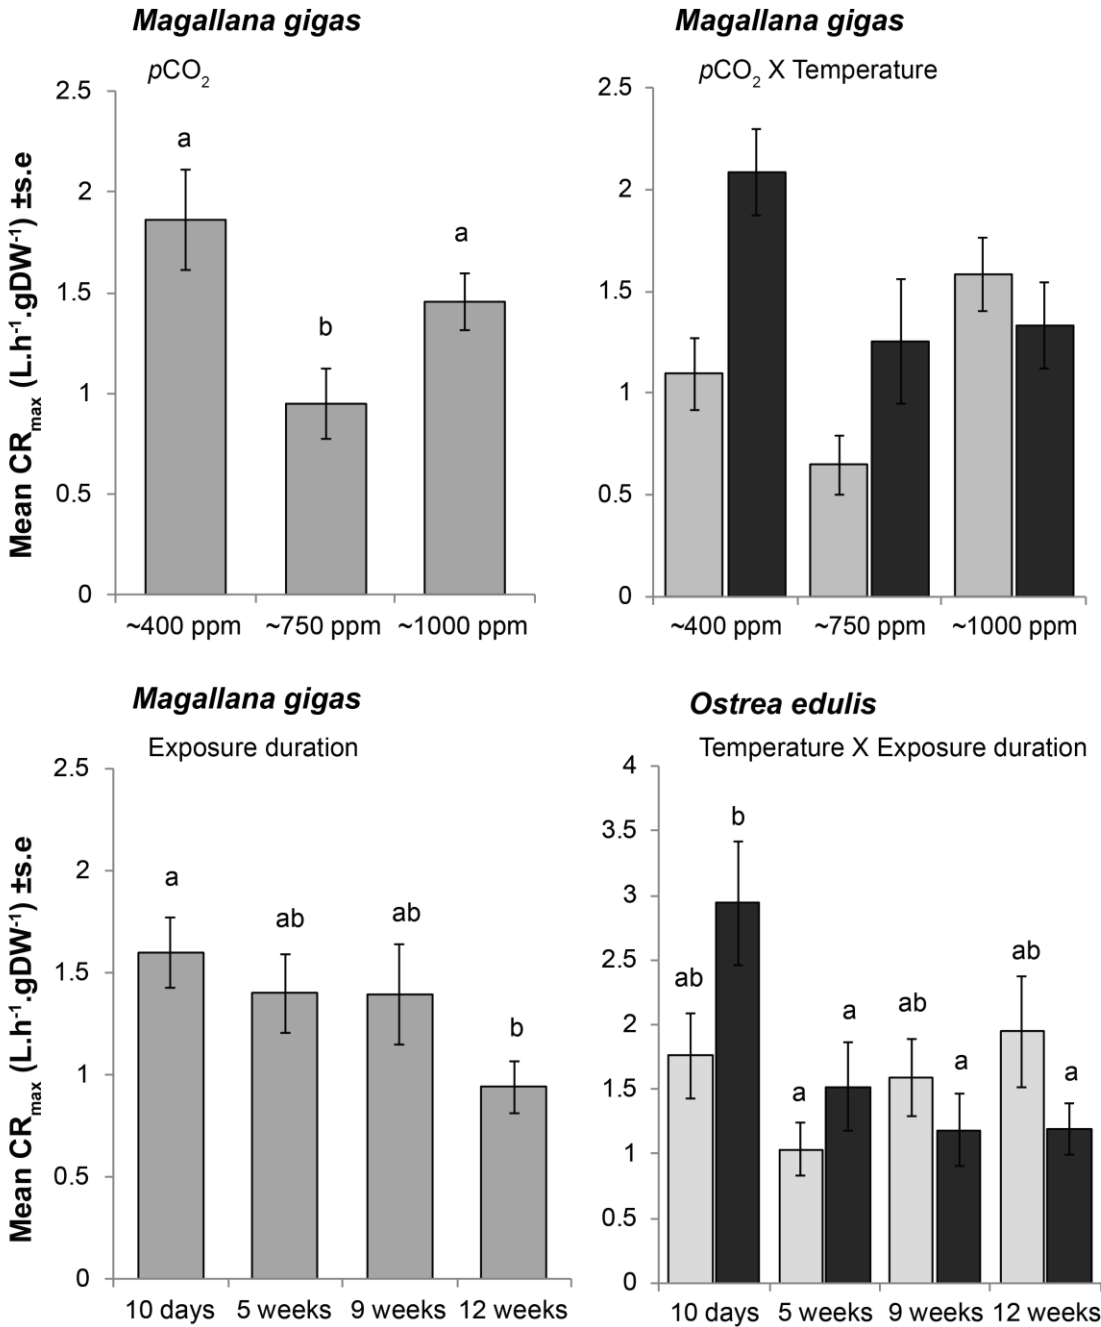 Magallana gigas
pCO2
Mean CRmax (L.h-1.gDW-1) ±s.e
2.5
2
1.5
1
0.5
0
a
b
a
~400 ppm ~750 ppm ~1000 ppm
Magallana gigas
pCO2 X Temperature
2.5
2
1.5
1
0.5
0
~400 ppm ~750 ppm ~1000 ppm
Magallana gigas
Exposure duration
Mean CRmax (L.h-1.gDW-1) ±s.e
2.5
2
1.5
1
0.5
0
a
ab
ab
b
10 days 5 weeks 9 weeks 12 weeks
Ostrea edulis
Temperature X Exposure duration
4
3.5
3
2.5
2
1.5
1
0.5
0
ab
b
a
a
ab
a
ab
a
10 days 5 weeks 9 weeks 12 weeks